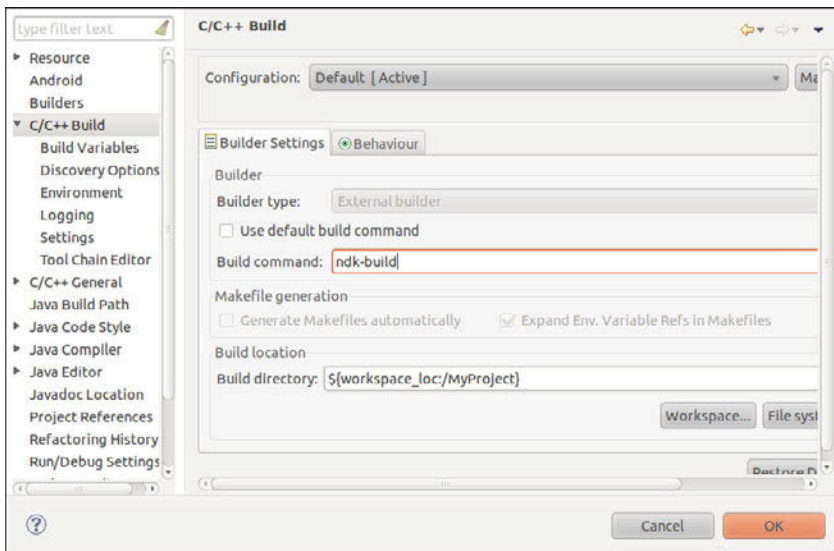 type filter text
Resource
Android
Builders
C/C++ Build
Build Variables
Discovery Options
Environment
Logging
Settings
Tool Chain Editor
C/C++ General
Java Build Path
Java Code Style
Java Compiler
Java Editor
Javadoc Location
Project References
Refactoring History
Run/Debug Settings
C/C++ Build
Configuration: Default [ Active ]
Ma
Builder Settings
Behaviour
Builder
Builder type: External builder
Use default build command
Build command: ndk-build
Makefile generation
Generate Makefiles automatically
Expand Env. Variable Refs in Makefiles
Build location
Build directory: ${workspace_loc:/MyProject}
Workspace...
File syst
Restore D
Cancel
OK